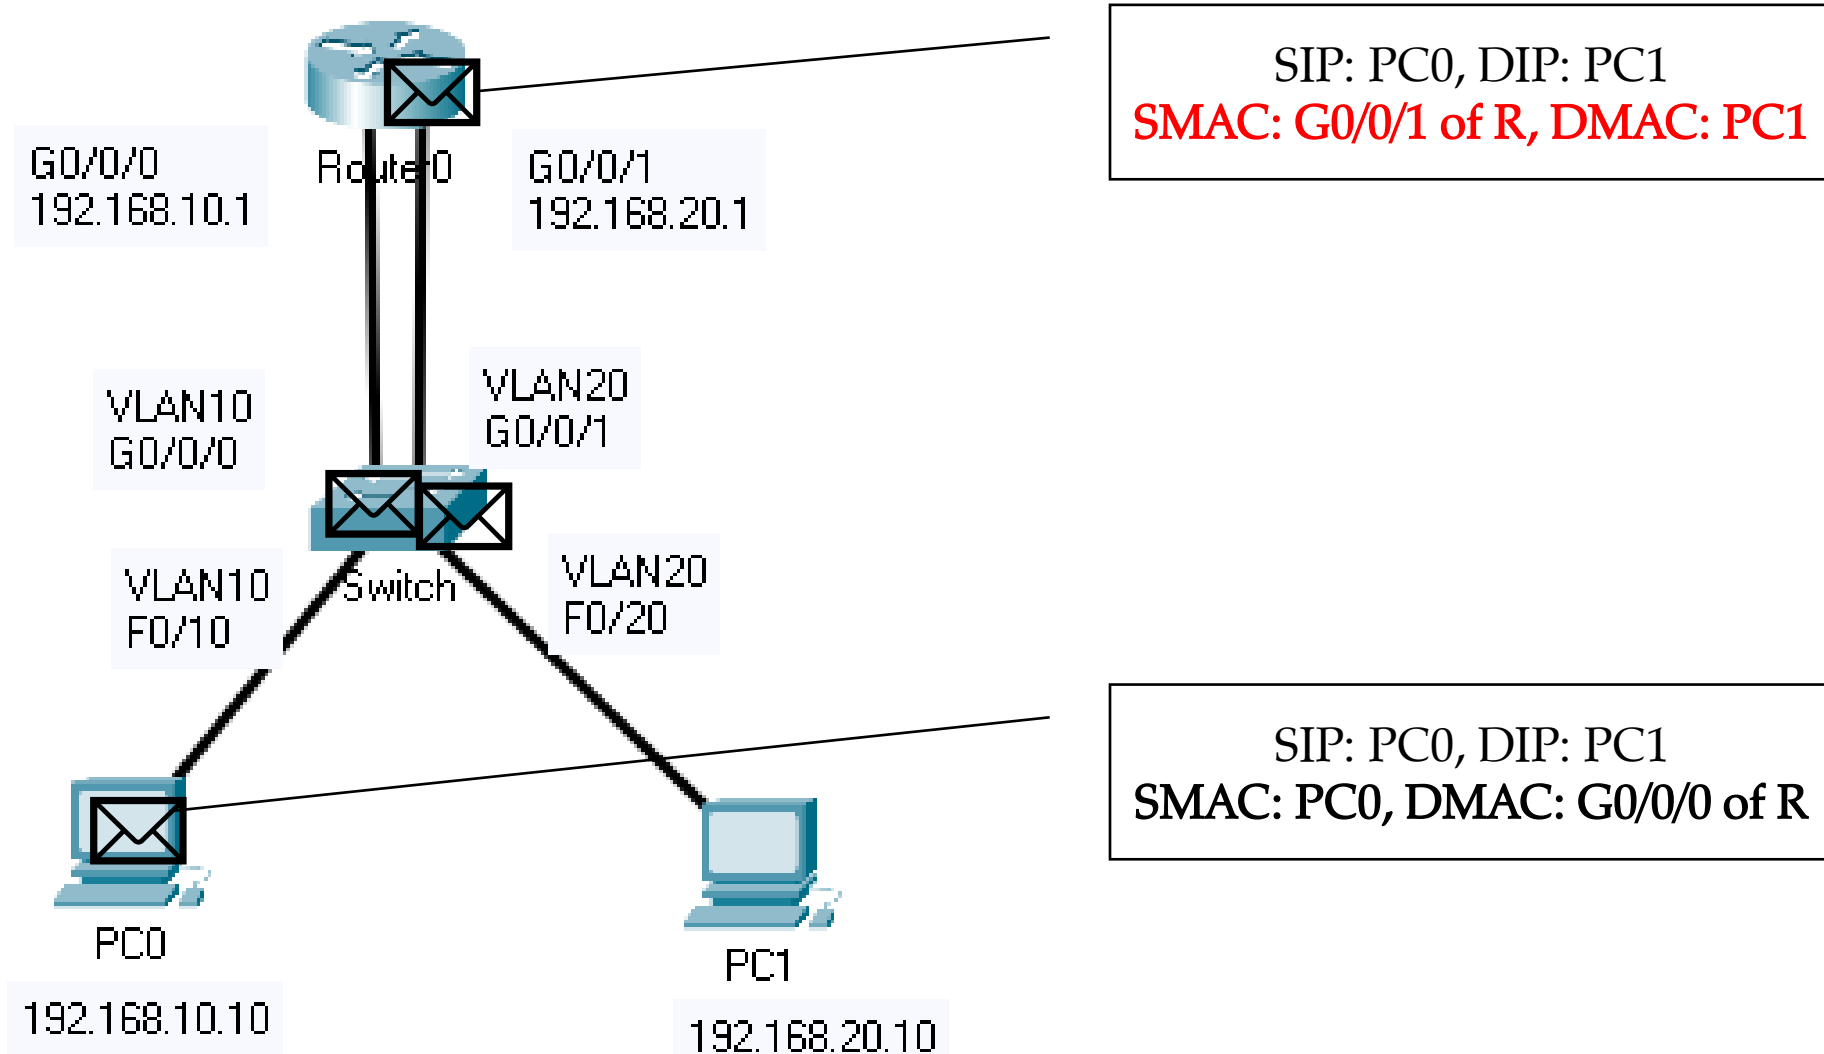 SIP: PC0, DIP: PC1
SMAC: G0/0/1 of R, DMAC: PC1
G0/0/0
192.168.10.1
Router0
G0/0/1
192.168.20.1
VLAN10
G0/0/0
VLAN20
G0/0/1
VLAN10
F0/10
Switch
VLAN20
F0/20
SIP: PC0, DIP: PC1
SMAC: PC0, DMAC: G0/0/0 of R
PC0
192.168.10.10
PC1
192.168.20.10